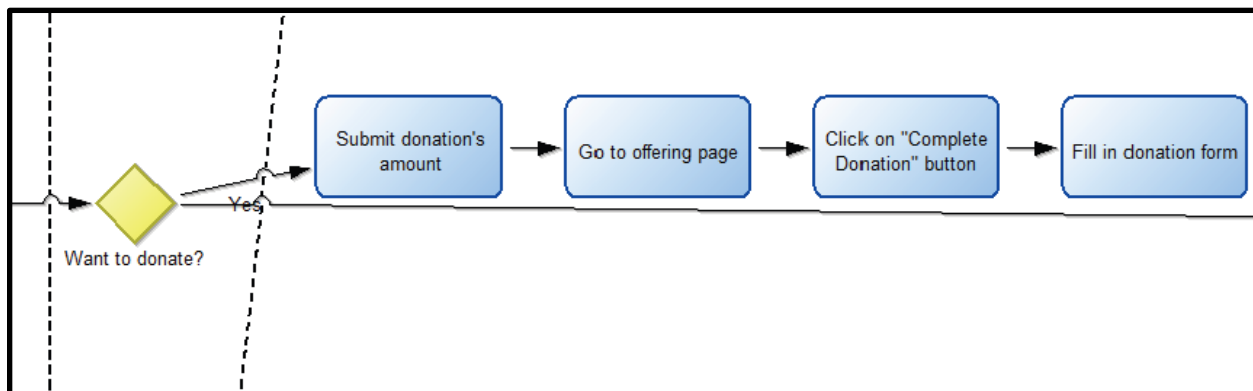 Submit donation's
amount
Go to offering page
Click on "Complete
Donation" button
Fill in donation form
Yes
Want to donate?